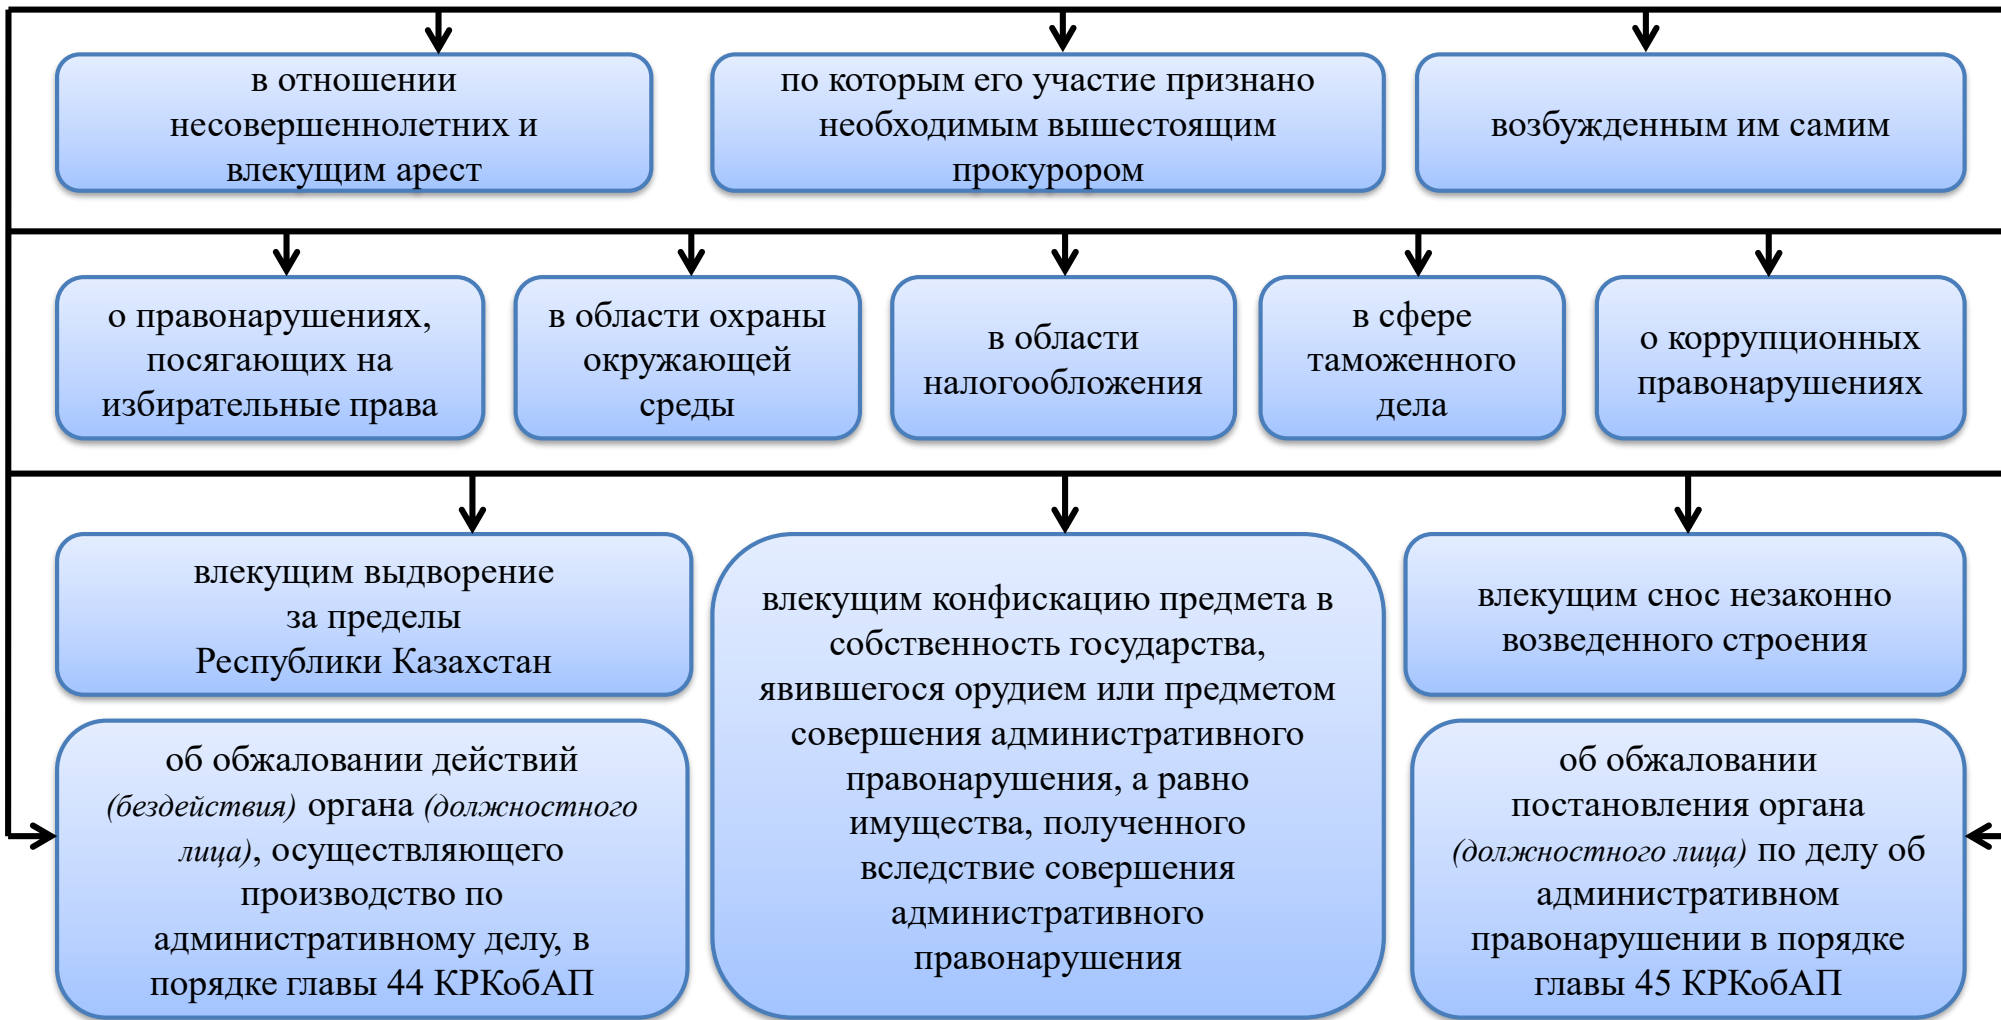 в отношении
несовершеннолетних и
влекущим арест
по которым его участие признано
необходимым вышестоящим
прокурором
возбужденным им самим
о правонарушениях,
посягающих на
избирательные права
в области охраны
окружающей
среды
в области
налогообложения
в сфере
таможенного
дела
о коррупционных
правонарушениях
влекущим выдворение
за пределы
Республики Казахстан
влекущим конфискацию предмета в
собственность государства,
явившегося орудием или предметом
совершения административного
правонарушения, а равно
имущества, полученного
вследствие совершения
административного
правонарушения
влекущим снос незаконно
возведенного строения
об обжаловании действий
(бездействия) органа (должностного
лица), осуществляющего
производство по
административному делу, в
порядке главы 44 КРКобАП
об обжаловании
постановления органа
(должностного лица) по делу об
административном
правонарушении в порядке
главы 45 КРКобАП